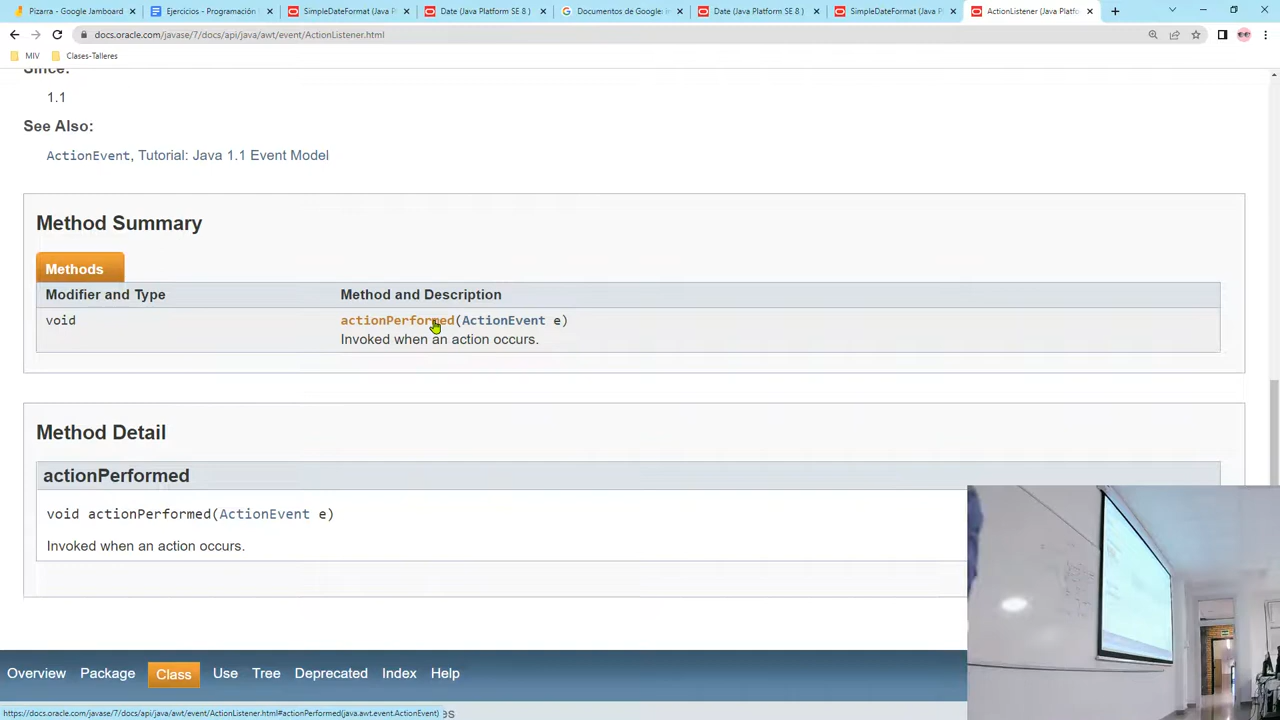 Pizarra - Google Jamboard
Ejercicios - Programación
SimpleDateFormat (Java Pl
Date (Java Platform SE 8 )
Documentos de Google: in
Date (Java Platform SE 8 )
SimpleDateFormat (Java Pl
ActionListener (Java Platfo
docs.oracle.com/javase/7/docs/api/java/awt/event/ActionListener.html
MIV
Clases-Talleres
Since:
1.1
See Also:
ActionEvent, Tutorial: Java 1.1 Event Model
Method Summary
Methods
Modifier and Type
Method and Description
void
actionPerformed(ActionEvent e)
Invoked when an action occurs.
Method Detail
actionPerformed
void actionPerformed(ActionEvent e)
Invoked when an action occurs.
Overview Package Class Use Tree Deprecated Index Help
https://docs.oracle.com/javase/7/docs/api/java/awt/event/ActionListener.html#actionPerformed(java.awt.event.ActionEvent)
es